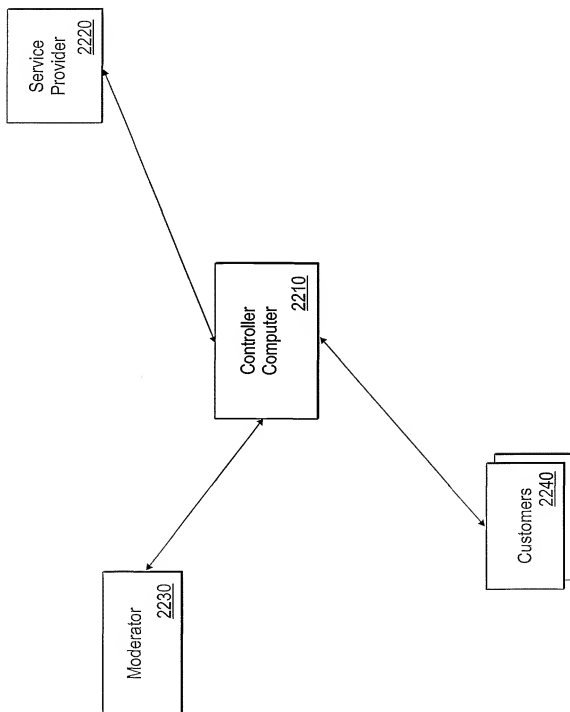 Service
Provider
2220
Controller
Computer
2210
Moderator
2230
Customers
2240